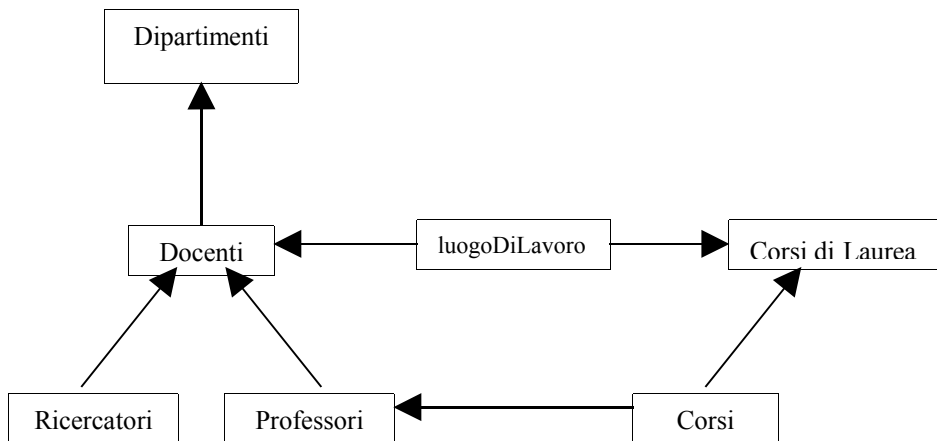 Dipartimenti
Docenti
luogoDiLavoro
Corsi di Laurea
Ricercatori
Professori
Corsi